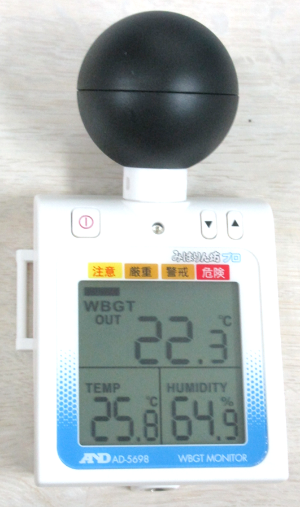 みはりん坊 プロ
注意 厳重 警戒 危険
WBGT
OUT 22.3 ℃
TEMP HUMIDITY
25.8 ℃ 64.9 %
AND AD-5698 WBGT MONITOR